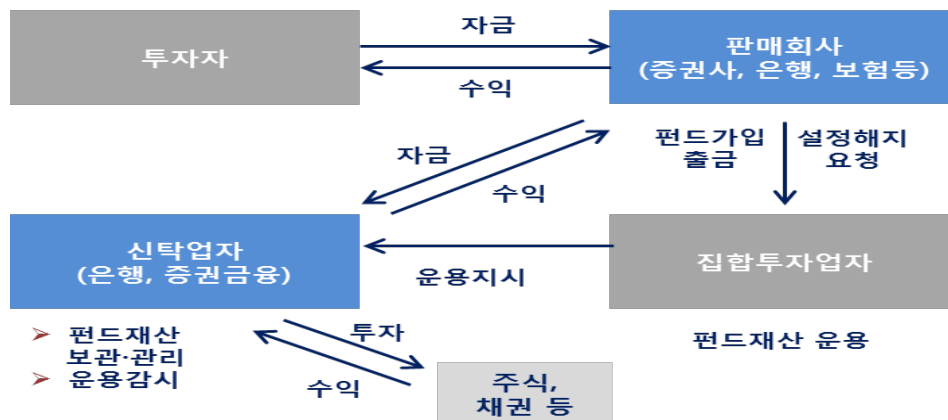 자금
투자자
판매회사
(증권사, 은행, 보험등)
수익
펀드가입
출금
설정해지
요청
자금
수익
신탁업자
(은행, 증권금융)
운용지시
집합투자업자
펀드재산
보관·관리
운용감시
투자
수익
펀드재산 운용
주식,
채권 등